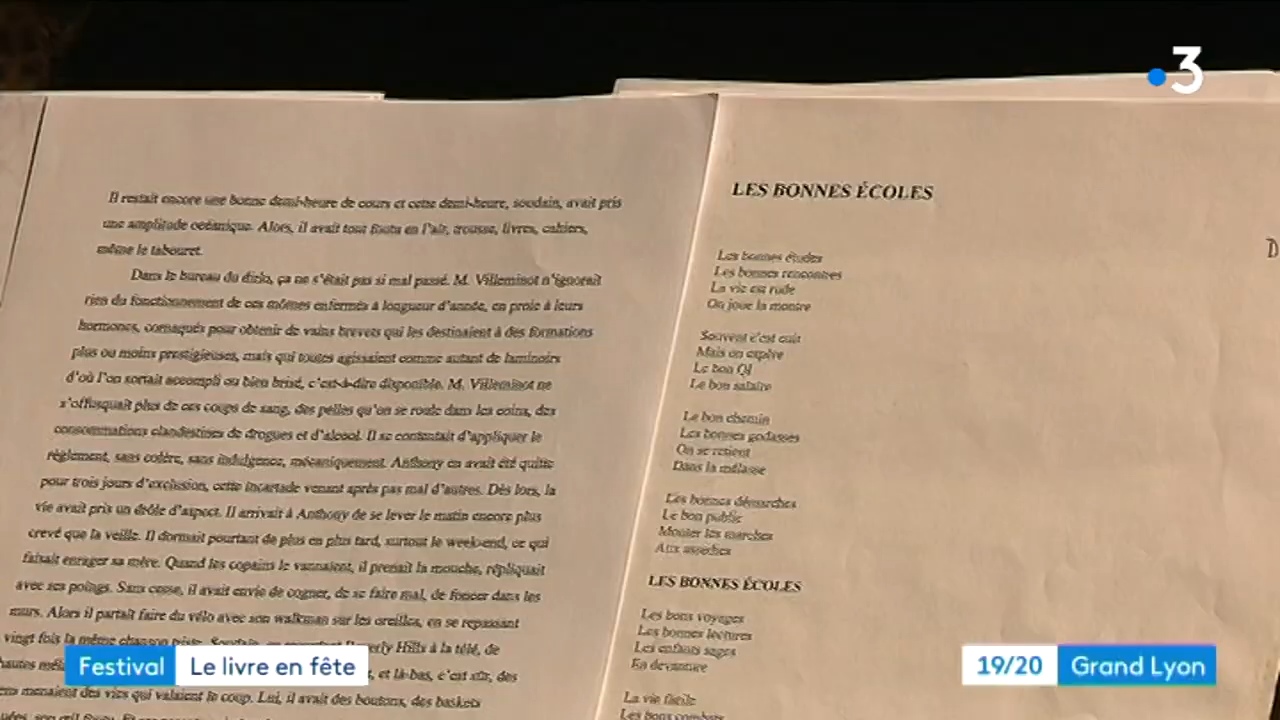 3
Il restait encore une bonne demi-heure de cours et cette demi-heure, soudain, avait pris
une amplitude océanique. Alors, il avait tout foutu en l'air, trousse, livres, cahiers,
même le tabouret.
Dans le bureau du dirlo, ça ne s'était pas si mal passé. M. Villeminot n'ignorait
rien du fonctionnement de ces mômes enfermés à longueur d'année, en proie à leurs
hormones, comaqués pour obtenir de vains brevets qui les destinaient à des formations
plus ou moins prestigieuses, mais qui toutes agissaient comme autant de laminoirs
d'où l'on sortait accompli ou bien brisé, c'est-à-dire disponible. M. Villeminot ne
s'offusquait plus de ces coups de sang, des pelles qu'on se roule dans les coins, des
consommations clandestines de drogues et d'alcool. Il se contentait d'appliquer le
règlement, sans colère, sans indulgence, mécaniquement. Anthony en avait été quitte
pour trois jours d'exclusion, cette incartade venant après pas mal d'autres. Dès lors, la
vie avait pris un drôle d'aspect. Il arrivait à Anthony de se lever le matin encore plus
crevé que la veille. Il dormait pourtant de plus en plus tard, surtout le week-end, ce qui
faisait enrager sa mère. Quand les copains le vannaient, il prenait la mouche, répliquait
avec ses poings. Sans cesse, il avait envie de cogner, de se faire mal, de foncer dans les
murs. Alors il partait faire du vélo avec son walkman sur les oreilles, en se repassant
vingt fois la même chanson triste. Soudain, en Hills à la télé, de
et là-bas, c'est sûr, des
menaient des vies qui valaient le coup. Lui, il avait des boutons, des baskets
LES BONNES ÉCOLES
Les bonnes études
Les bonnes rencontres
La vie est rude
On joue la montre
Souvent c'est cuit
Mais on espère
Le bon QI
Le bon salaire
Le bon chemin
Les bonnes godasses
On se retient
Dans la mélasse
Les bonnes démarches
Le bon public
Monter les marches
Aux assiches
LES BONNES ÉCOLES
Les bons voyages
Les bonnes lectures
Les enfants sages
En devanture
La vie facile
Les bons combats
D
Festival Le livre en fête
19/20 Grand Lyon